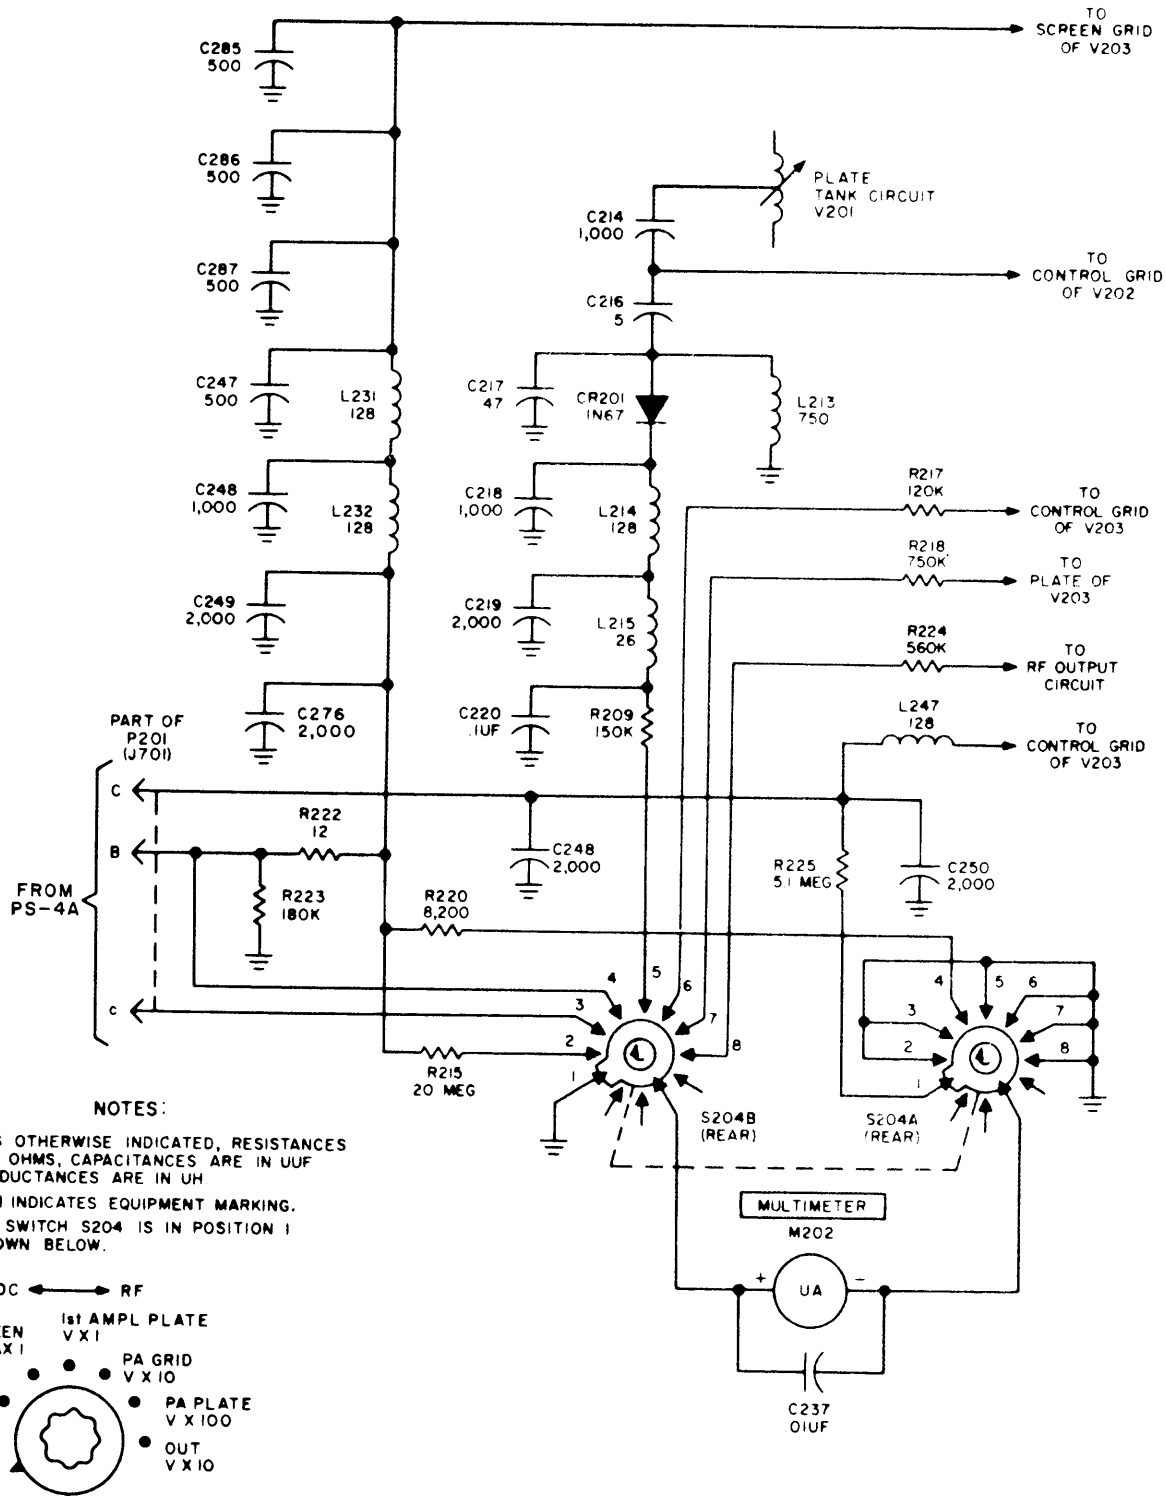 TO
SCREEN GRID
OF V203
C285
500
C286
500
PLATE
TANK CIRCUIT
V201
C214
1,000
C287
500
TO
CONTROL GRID
OF V202
C216
5
C247
500
L231
128
C217
47
CR201
1N67
L213
750
C248
1,000
L232
128
C218
1,000
L214
128
R217
120K
TO
CONTROL GRID
OF V203
R218
750K
TO
PLATE OF
V203
C249
2,000
C219
2,000
L215
26
R224
560K
TO
RF OUTPUT
CIRCUIT
C276
2,000
C220
.1UF
R209
150K
L247
128
TO
CONTROL GRID
OF V203
PART OF
P201
(J701)
C
R222
12
B
C248
2,000
R225
5.1 MEG
C250
2,000
FROM
PS-4A
R223
180K
R220
8,200
C
4
5
6
3
7
2
8
1
R215
20 MEG
4
5
6
3
7
2
8
1
S204B
(REAR)
S204A
(REAR)
NOTES:
S OTHERWISE INDICATED, RESISTANCES
OHMS, CAPACITANCES ARE IN UUF
DUCTANCES ARE IN UH.
INDICATES EQUIPMENT MARKING.
SWITCH S204 IS IN POSITION 1
OWN BELOW.
MULTIMETER
M202
+
UA
-
C237
.01UF
DC RF
1st AMPL PLATE
V X 1
EEN
X 1
PA GRID
V X 10
PA PLATE
V X 100
OUT
V X 10